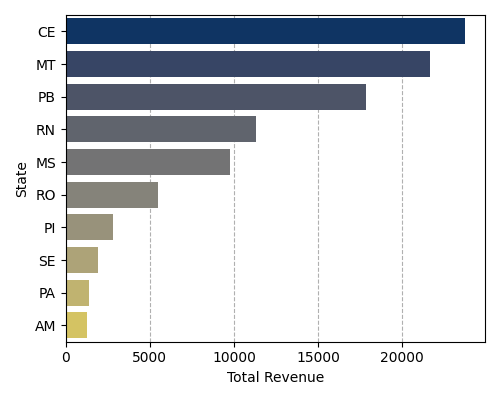 CE
MT
PB
RN
MS
RO
PI
SE
PA
AM
State
0 5000 10000 15000 20000
Total Revenue